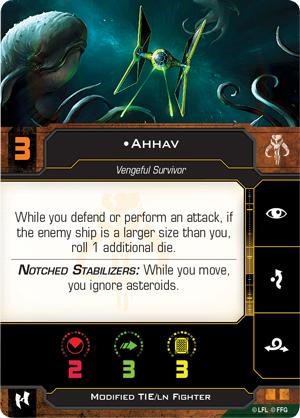 3
•Ahhav
Vengeful Survivor
While you defend or perform an attack, if
the enemy ship is a larger size than you,
roll 1 additional die.
Notched Stabilizers: While you move,
you ignore asteroids.
2 3 3
Modified TIE/ln Fighter
©LFL ©FFG